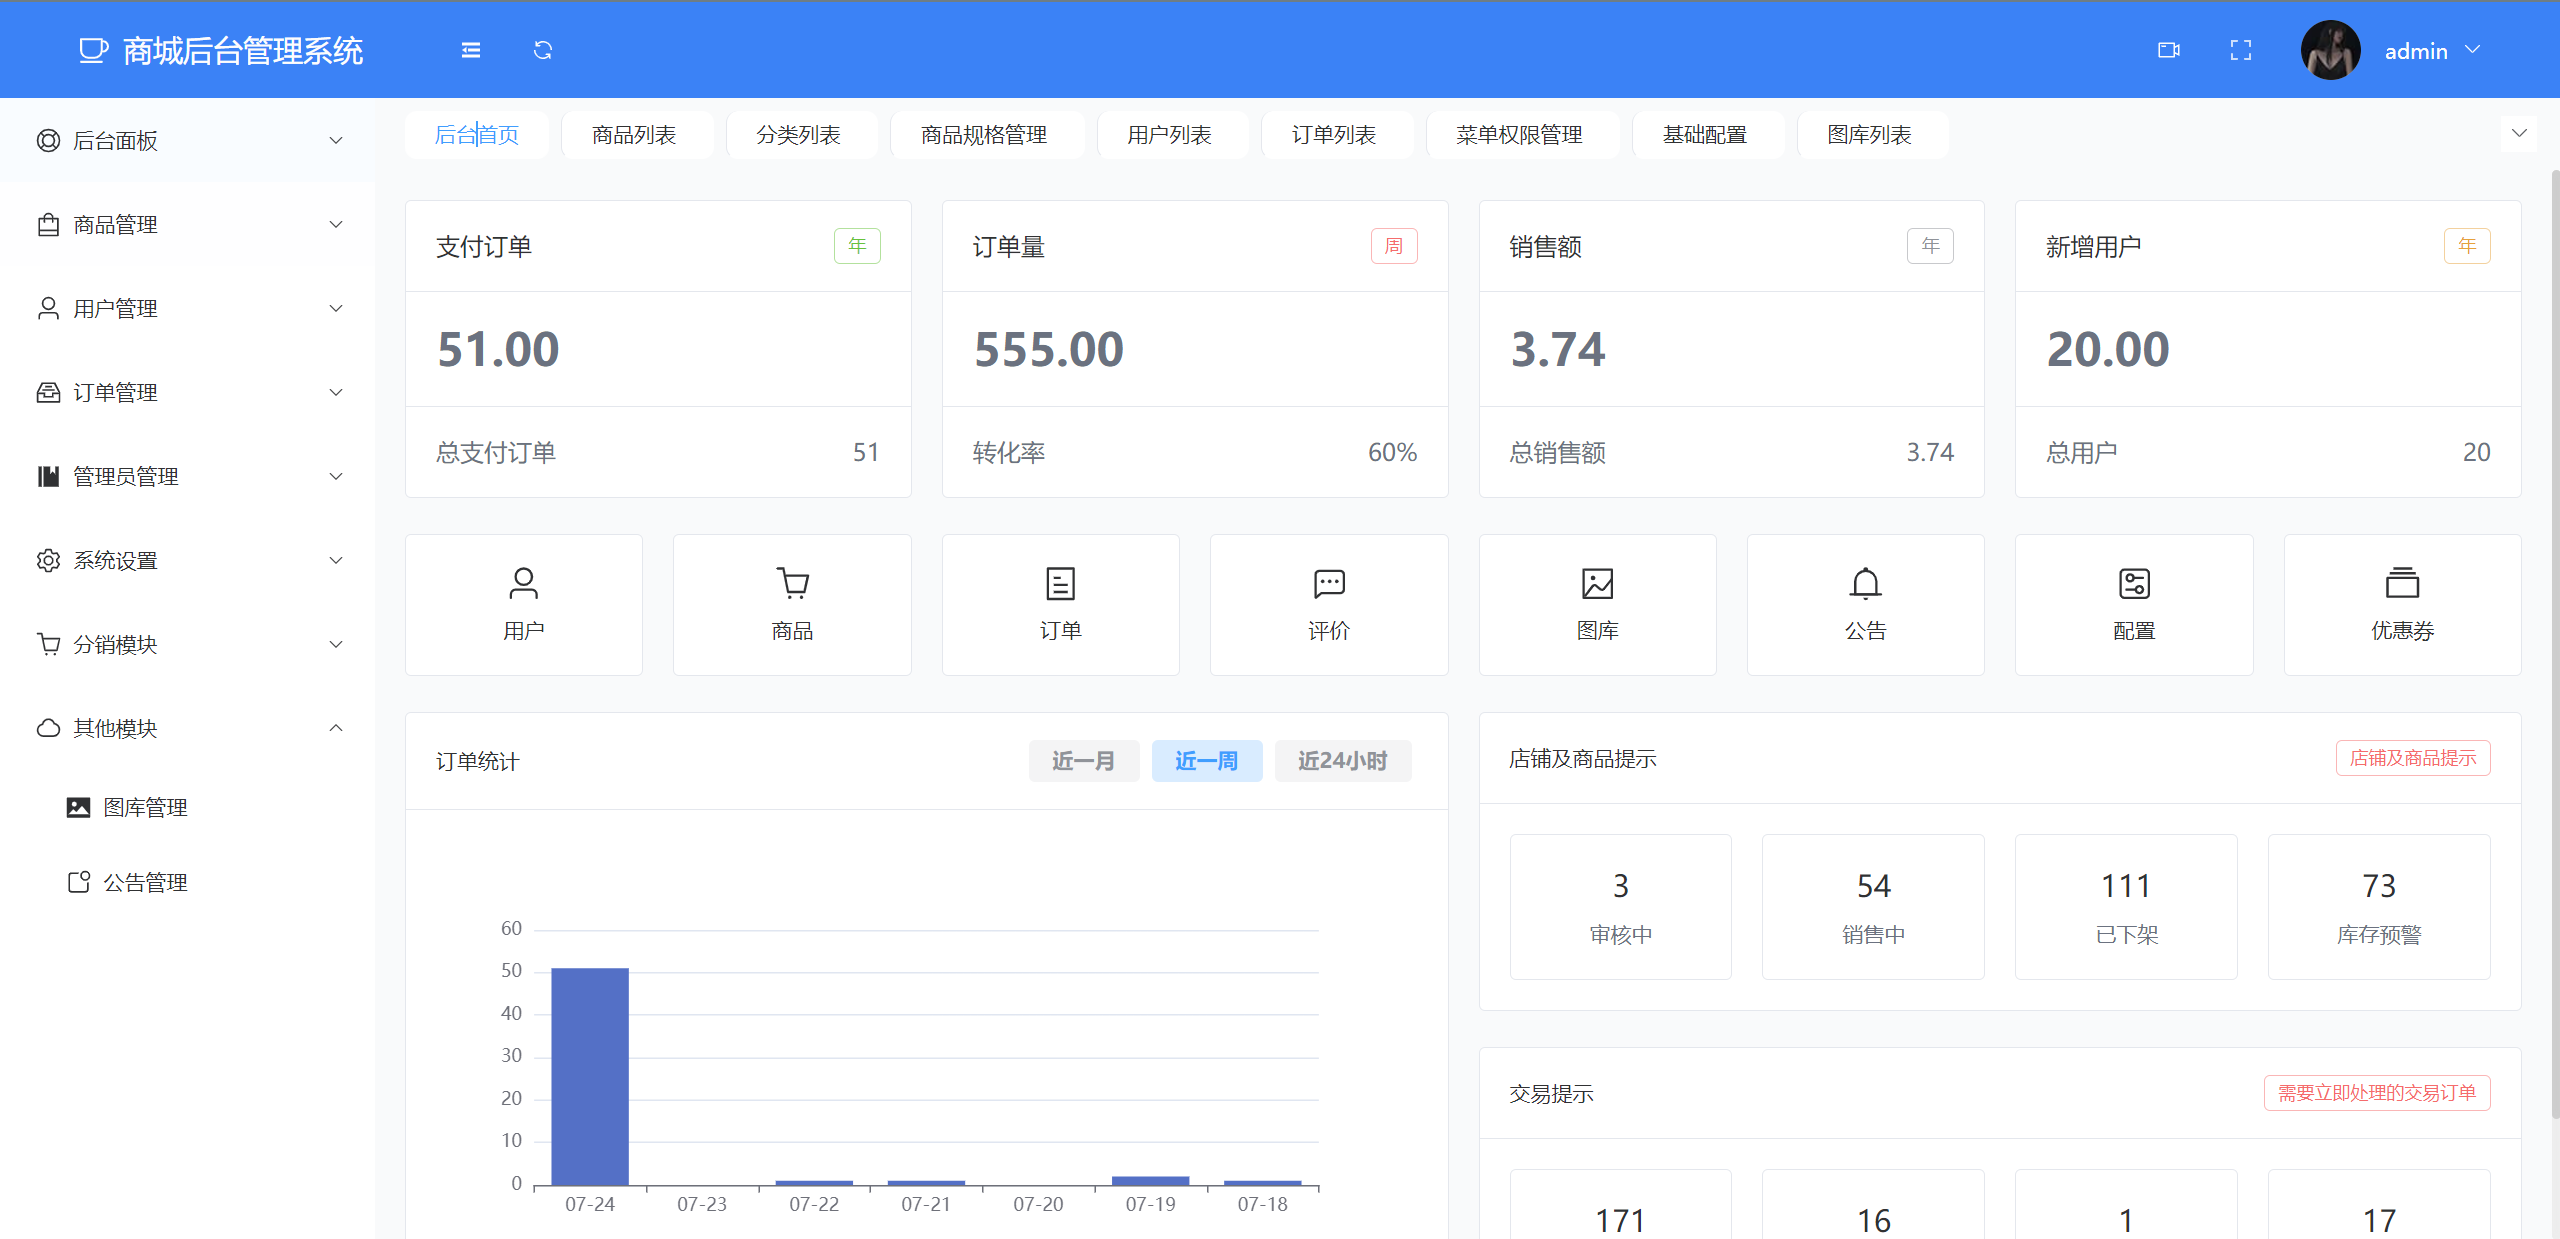 商城后台管理系统
admin
后台面板
商品管理
用户管理
订单管理
管理员管理
系统设置
分销模块
其他模块
图库管理
公告管理
后台首页 商品列表 分类列表 商品规格管理 用户列表 订单列表 菜单权限管理 基础配置 图库列表
支付订单 年
51.00
总支付订单 51
订单量 周
555.00
转化率 60%
销售额 年
3.74
总销售额 3.74
新增用户 年
20.00
总用户 20
用户 商品 订单 评价 图库 公告 配置 优惠券
订单统计 近一月 近一周 近24小时
60
50
40
30
20
10
0
07-24 07-23 07-22 07-21 07-20 07-19 07-18
店铺及商品提示 店铺及商品提示
3 54 111 73
审核中 销售中 已下架 库存预警
交易提示 需要立即处理的交易订单
171 16 1 17